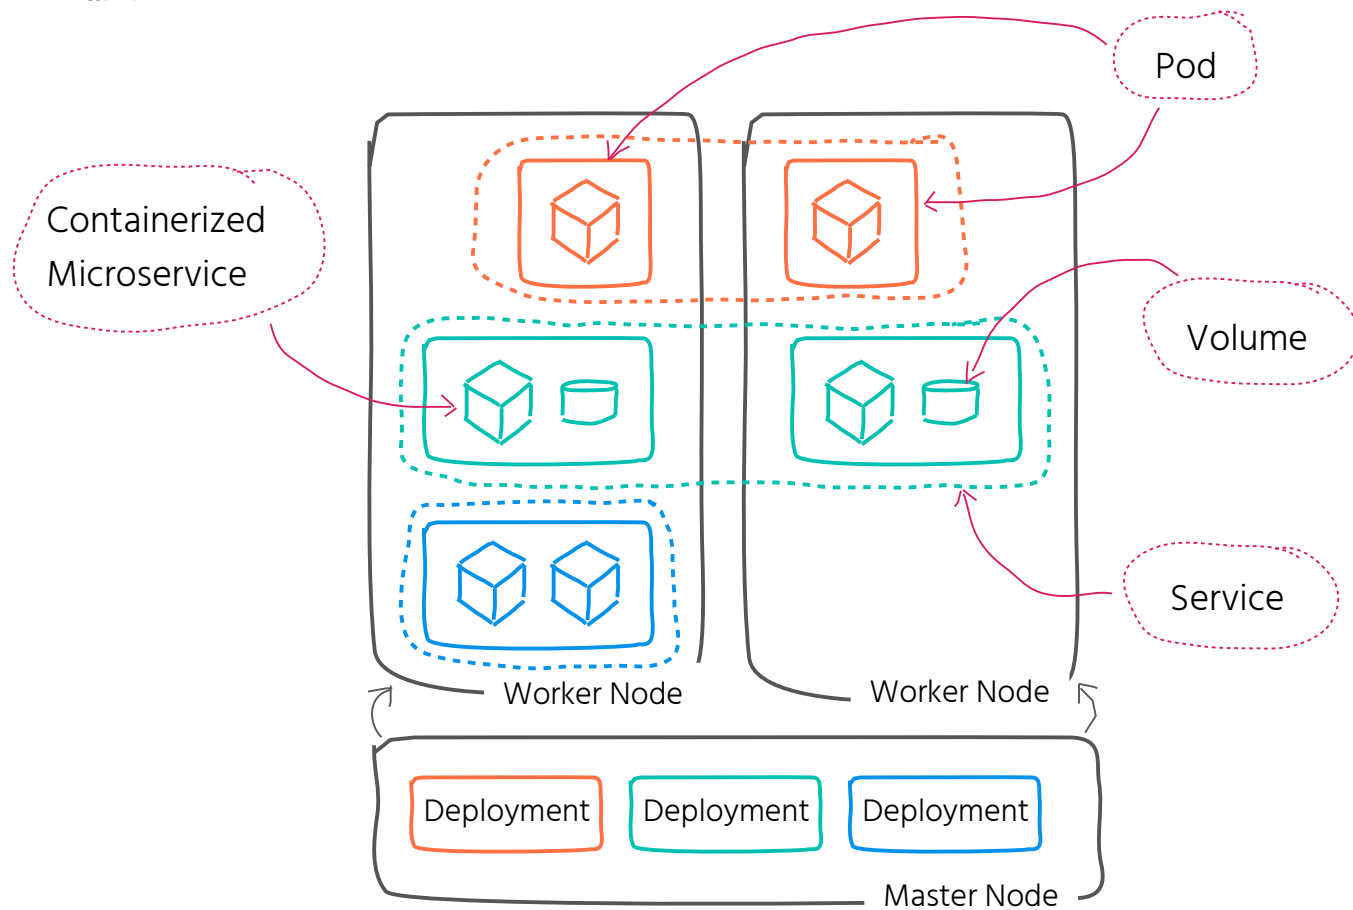 Pod
Containerized
Microservice
Volume
Service
Worker Node
Worker Node
Deployment
Deployment
Deployment
Master Node